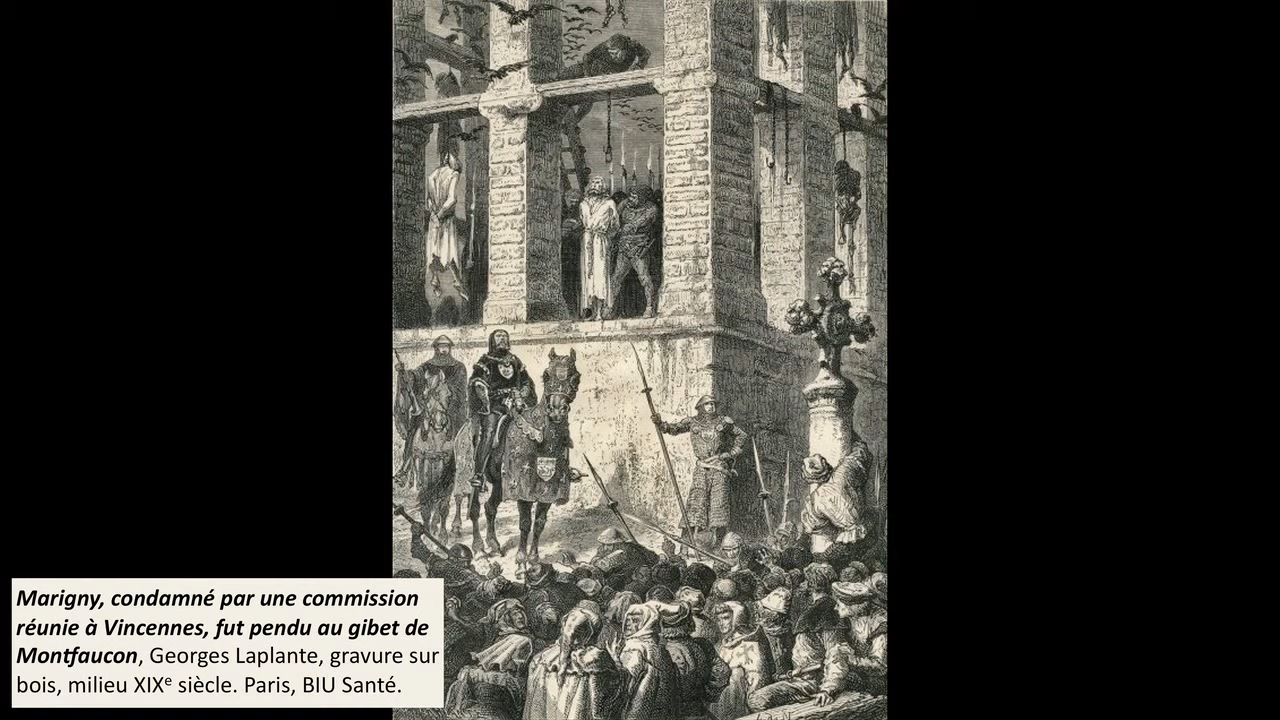 Marigny, condamné par une commission
réunie à Vincennes, fut pendu au gibet de
Montfaucon, Georges Laplante, gravure sur
bois, milieu XIXe siècle. Paris, BIU Santé.